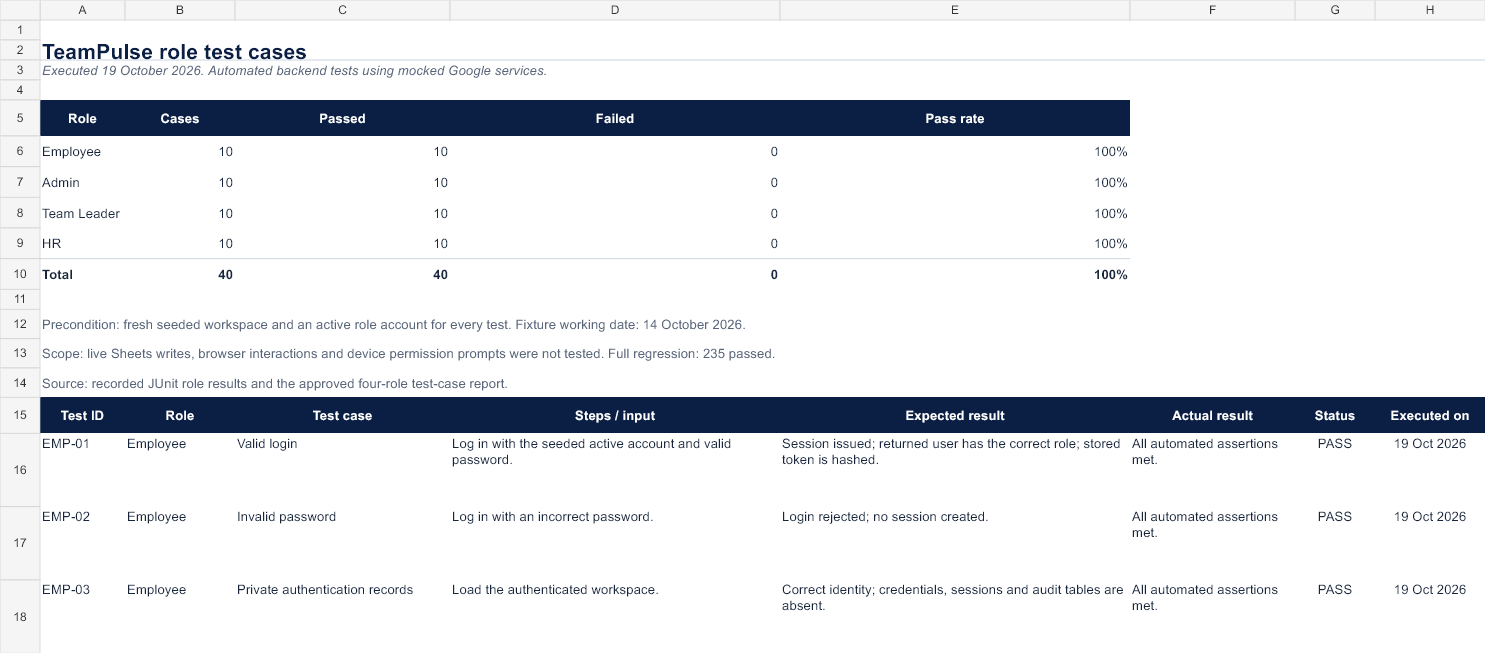 A B C D E F G H
1
2 TeamPulse role test cases
3 Executed 19 October 2026. Automated backend tests using mocked Google services.
4
5 Role Cases Passed Failed Pass rate
6 Employee 10 10 0 100%
7 Admin 10 10 0 100%
8 Team Leader 10 10 0 100%
9 HR 10 10 0 100%
10 Total 40 40 0 100%
11
12 Precondition: fresh seeded workspace and an active role account for every test. Fixture working date: 14 October 2026.
13 Scope: live Sheets writes, browser interactions and device permission prompts were not tested. Full regression: 235 passed.
14 Source: recorded JUnit role results and the approved four-role test-case report.
15 Test ID Role Test case Steps / input Expected result Actual result Status Executed on
EMP-01 Employee Valid login Log in with the seeded active account and valid Session issued; returned user has the correct role; stored All automated assertions PASS 19 Oct 2026
password. token is hashed. met.
16
EMP-02 Employee Invalid password Log in with an incorrect password. Login rejected; no session created. All automated assertions PASS 19 Oct 2026
met.
17
EMP-03 Employee Private authentication records Load the authenticated workspace. Correct identity; credentials, sessions and audit tables are All automated assertions PASS 19 Oct 2026
absent. met.
18